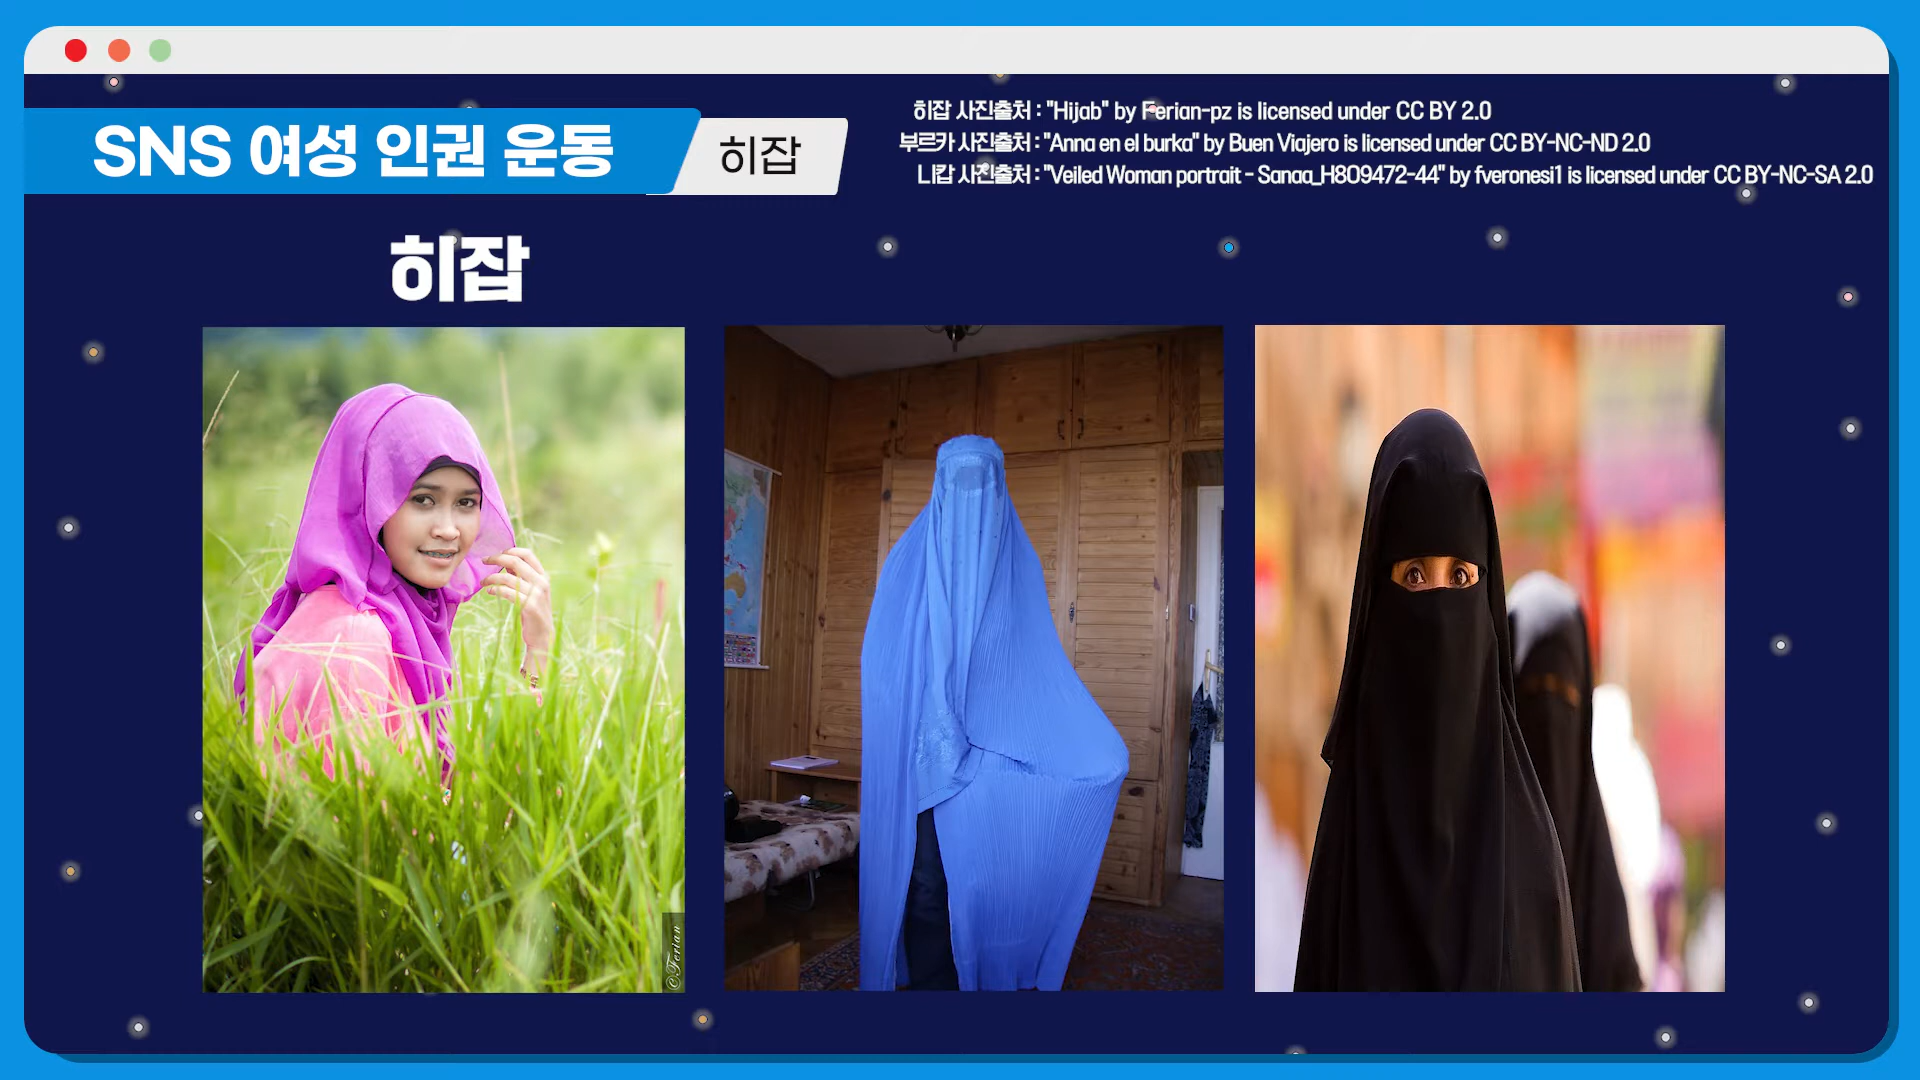 SNS 여성 인권 운동
히잡
히잡 사진출처 : "Hijab" by Ferian-pz is licensed under CC BY 2.0
부르카 사진출처 : "Anna en el burka" by Buen Viajero is licensed under CC BY-NC-ND 2.0
니캅 사진출처 : "Veiled Woman portrait - Sanaa_H8O9472-44" by fveronesi1 is licensed under CC BY-NC-SA 2.0
히잡
©Ferian